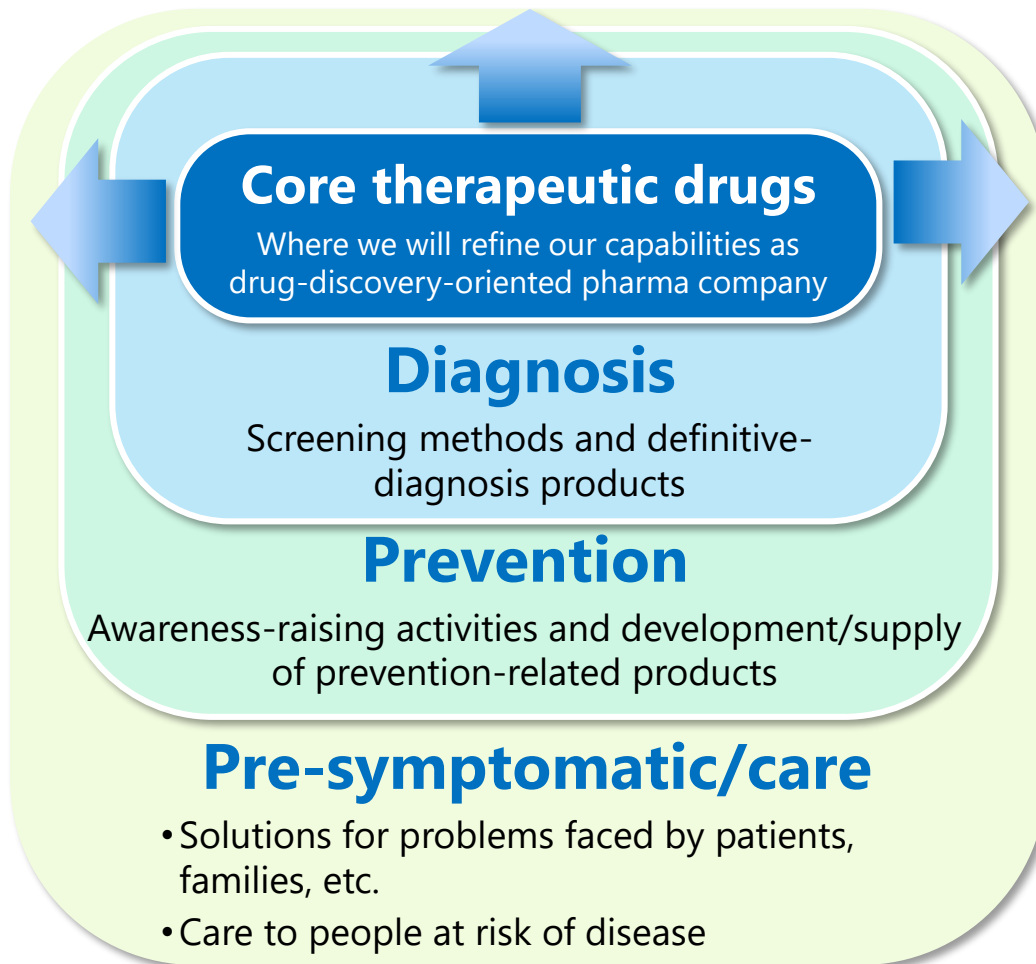 Core therapeutic drugs
Where we will refine our capabilities as
drug-discovery-oriented pharma company
Diagnosis
Screening methods and definitive-
diagnosis products
Prevention
Awareness-raising activities and development/supply
of prevention-related products
Pre-symptomatic/care
•Solutions for problems faced by patients,
families, etc.
•Care to people at risk of disease